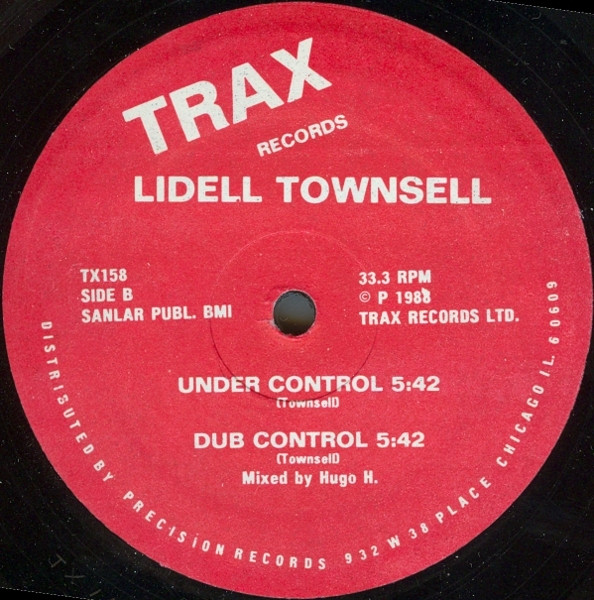 TRAX
RECORDS
LIDELL TOWNSELL
TX158
SIDE B
SANLAR PUBL. BMI
33.3 RPM
© P 1988
TRAX RECORDS LTD.
UNDER CONTROL 5:42
(Townsell)
DUB CONTROL 5:42
(Townsell)
Mixed by Hugo H.
DISTRISUTED BY PRECISiON RECORDS 932 W 38 PLACE CHICAGO IL. 60609